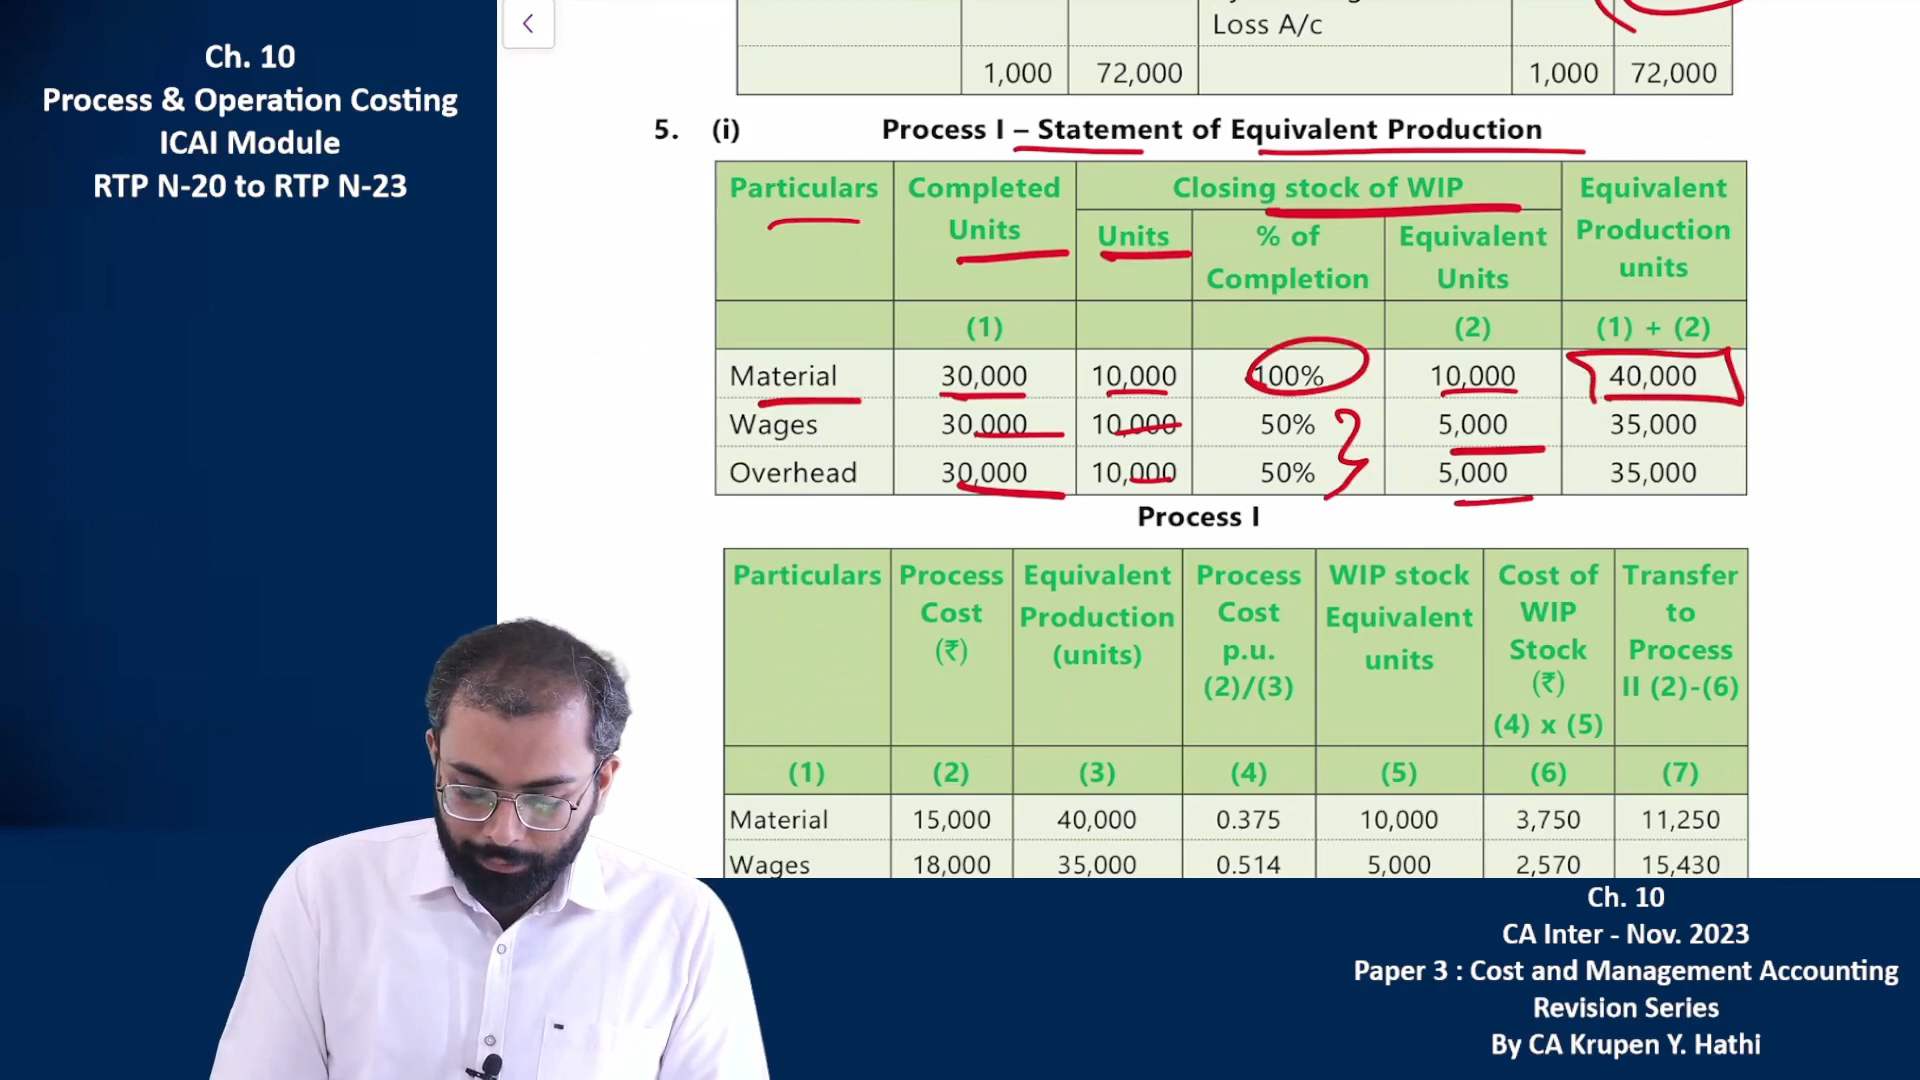 Ch. 10
Process & Operation Costing
ICAI Module
RTP N-20 to RTP N-23
Loss A/c
1,000 72,000 1,000 72,000
5. (i) Process I – Statement of Equivalent Production
Particulars Completed Units Closing stock of WIP Equivalent Production units
Units % of Completion Equivalent Units
(1) (2) (1) + (2)
Material 30,000 10,000 100% 10,000 40,000
Wages 30,000 10,000 50% 5,000 35,000
Overhead 30,000 10,000 50% 5,000 35,000
Process I
Particulars Process Cost (₹) Equivalent Production (units) Process Cost p.u. (2)/(3) WIP stock Equivalent units Cost of WIP Stock (₹) (4) x (5) Transfer to Process II (2)-(6)
(1) (2) (3) (4) (5) (6) (7)
Material 15,000 40,000 0.375 10,000 3,750 11,250
Wages 18,000 35,000 0.514 5,000 2,570 15,430
Ch. 10
CA Inter - Nov. 2023
Paper 3 : Cost and Management Accounting
Revision Series
By CA Krupen Y. Hathi